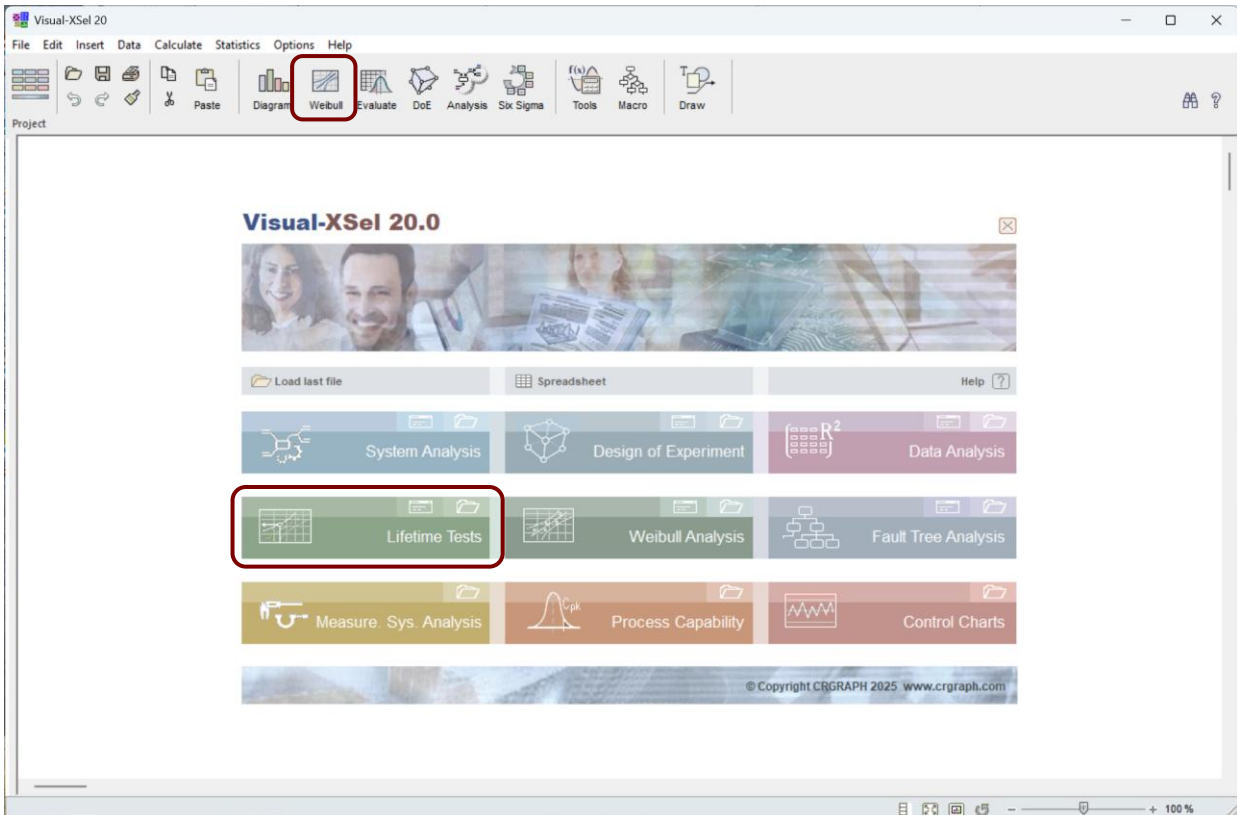 Visual-XSel 20
File Edit Insert Data Calculate Statistics Options Help
Paste Diagram Weibull Evaluate DoE Analysis Six Sigma f(x) Tools Macro T Draw ?
Project
Visual-XSel 20.0
Load last file Spreadsheet Help ?
System Analysis Design of Experiment R2 Data Analysis
Lifetime Tests Weibull Analysis Fault Tree Analysis
Measure. Sys. Analysis Cpk Process Capability Control Charts
© Copyright CRGRAPH 2025 www.crgraph.com
100 %